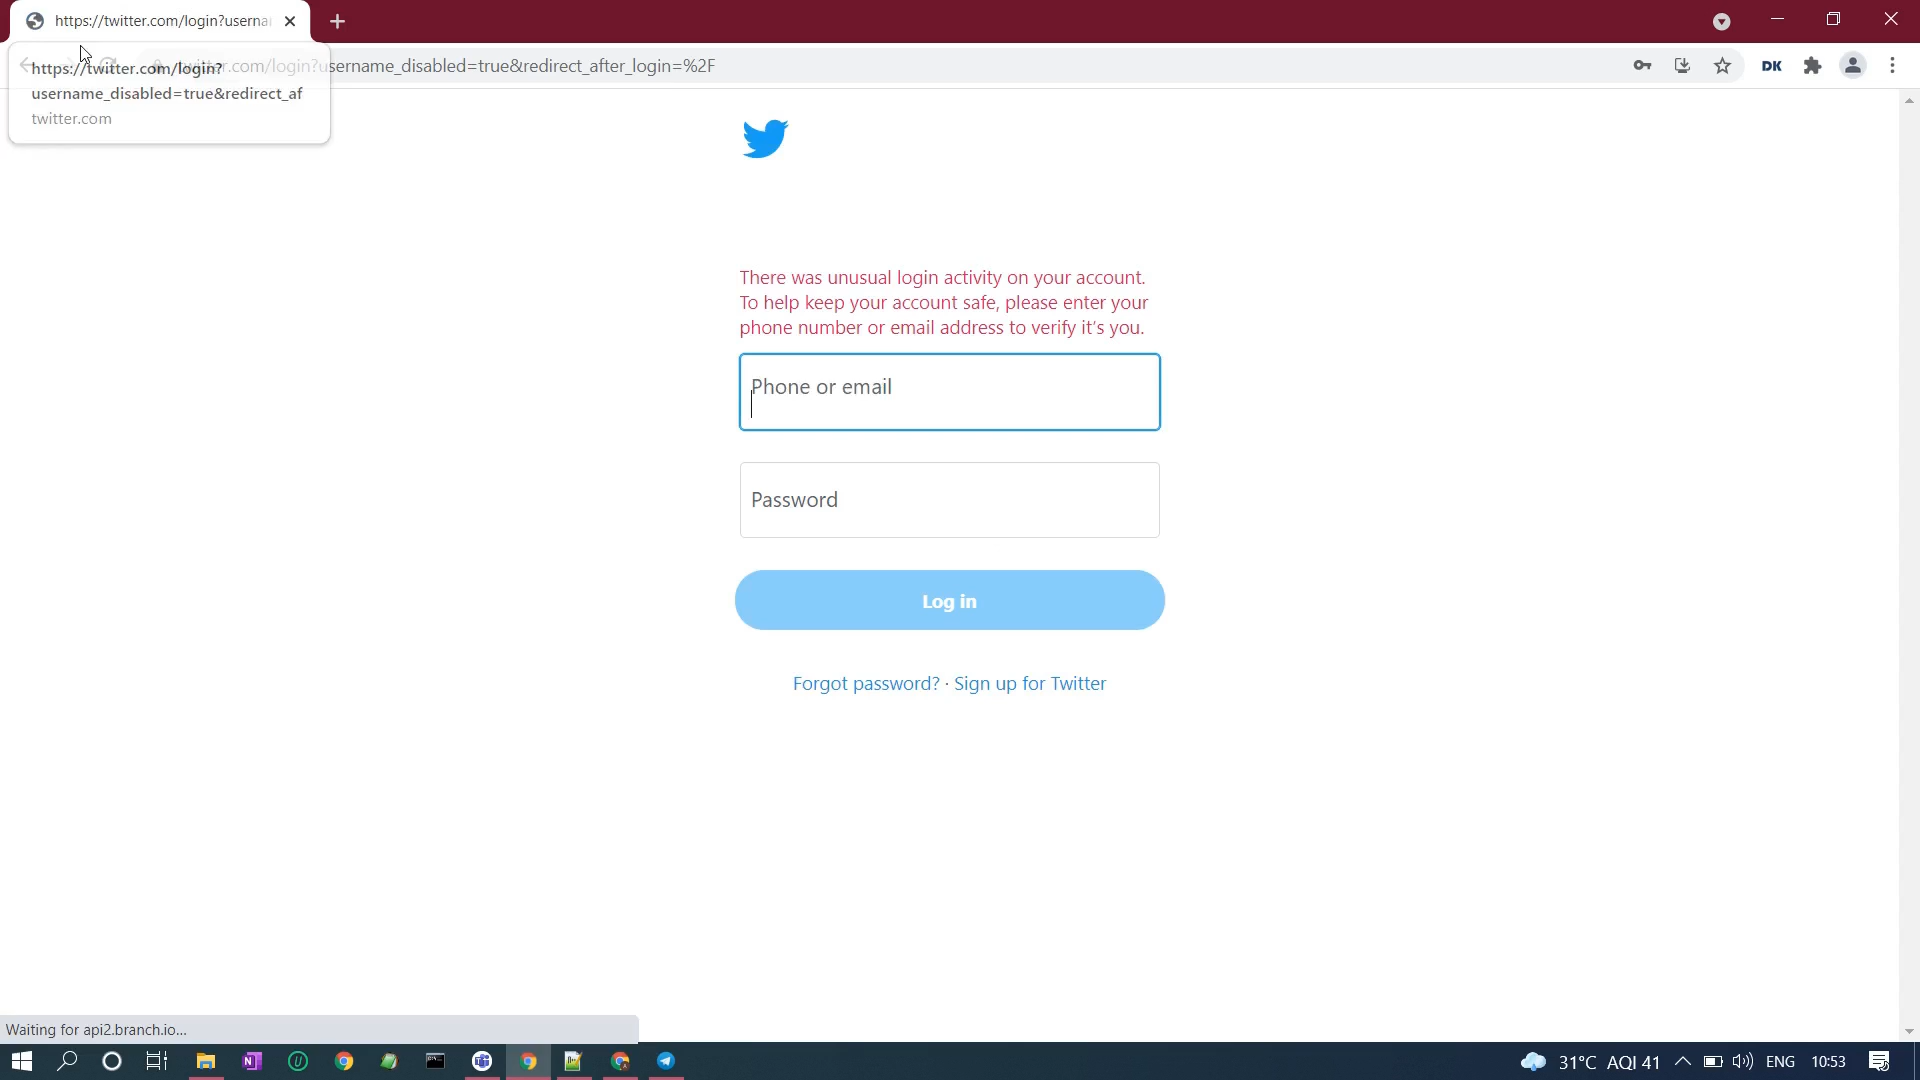 https://twitter.com/login?userna
twitter.com/login?username_disabled=true&redirect_after_login=%2F
DK
https://twitter.com/login?
username_disabled=true&redirect_af
twitter.com
There was unusual login activity on your account.
To help keep your account safe, please enter your
phone number or email address to verify it's you.
Phone or email
Password
Log in
Forgot password? · Sign up for Twitter
Waiting for api2.branch.io...
31°C AQI 41 ENG 10:53